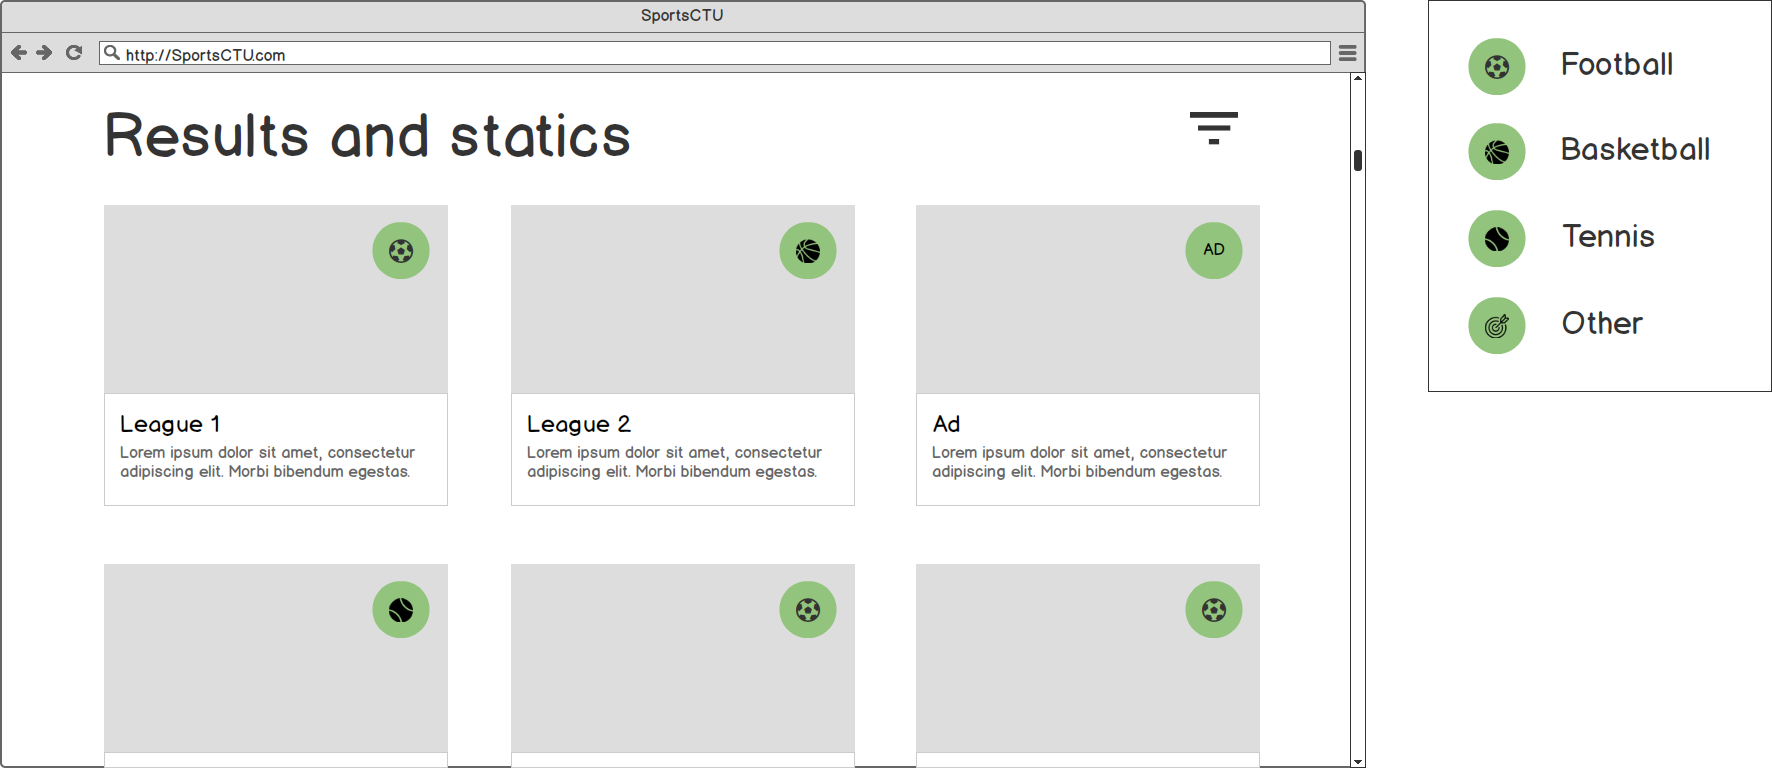 SportsCTU
http://SportsCTU.com
Results and statics
AD
League 1
Lorem ipsum dolor sit amet, consectetur
adipiscing elit. Morbi bibendum egestas.
League 2
Lorem ipsum dolor sit amet, consectetur
adipiscing elit. Morbi bibendum egestas.
Ad
Lorem ipsum dolor sit amet, consectetur
adipiscing elit. Morbi bibendum egestas.
Football
Basketball
Tennis
Other